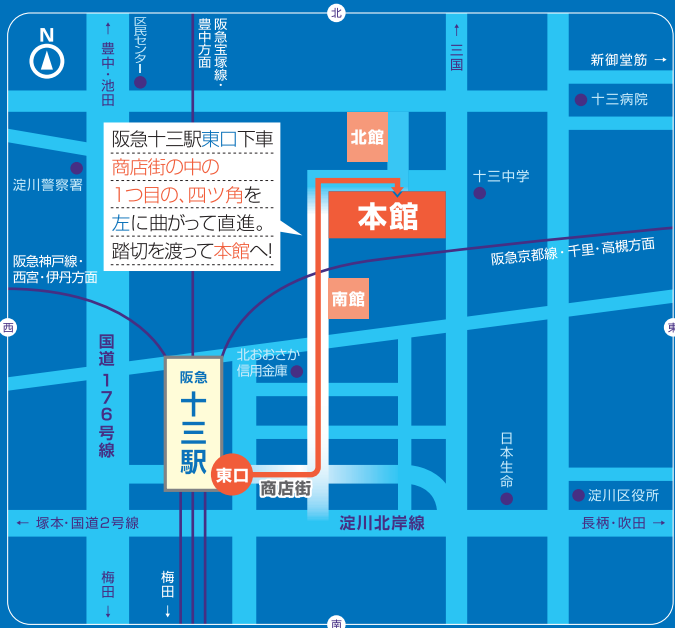 北
N
↑ 豊中・池田
区民センター
阪急宝塚線・
豊中方面
↑ 三国
新御堂筋 →
十三病院
阪急十三駅東口下車
商店街の中の
1つ目の、四ツ角を
左に曲がって直進。
踏切を渡って本館へ!
北館
淀川警察署
十三中学
本館
阪急神戸線・
西宮・伊丹方面
阪急京都線・千里・高槻方面
南館
西
東
国道176号線
北おおさか
信用金庫
阪急
十三駅
東口
商店街
日本生命
淀川区役所
← 塚本・国道2号線
淀川北岸線
長柄・吹田 →
梅田 ↓
梅田 ↓
梅田 ↓
南